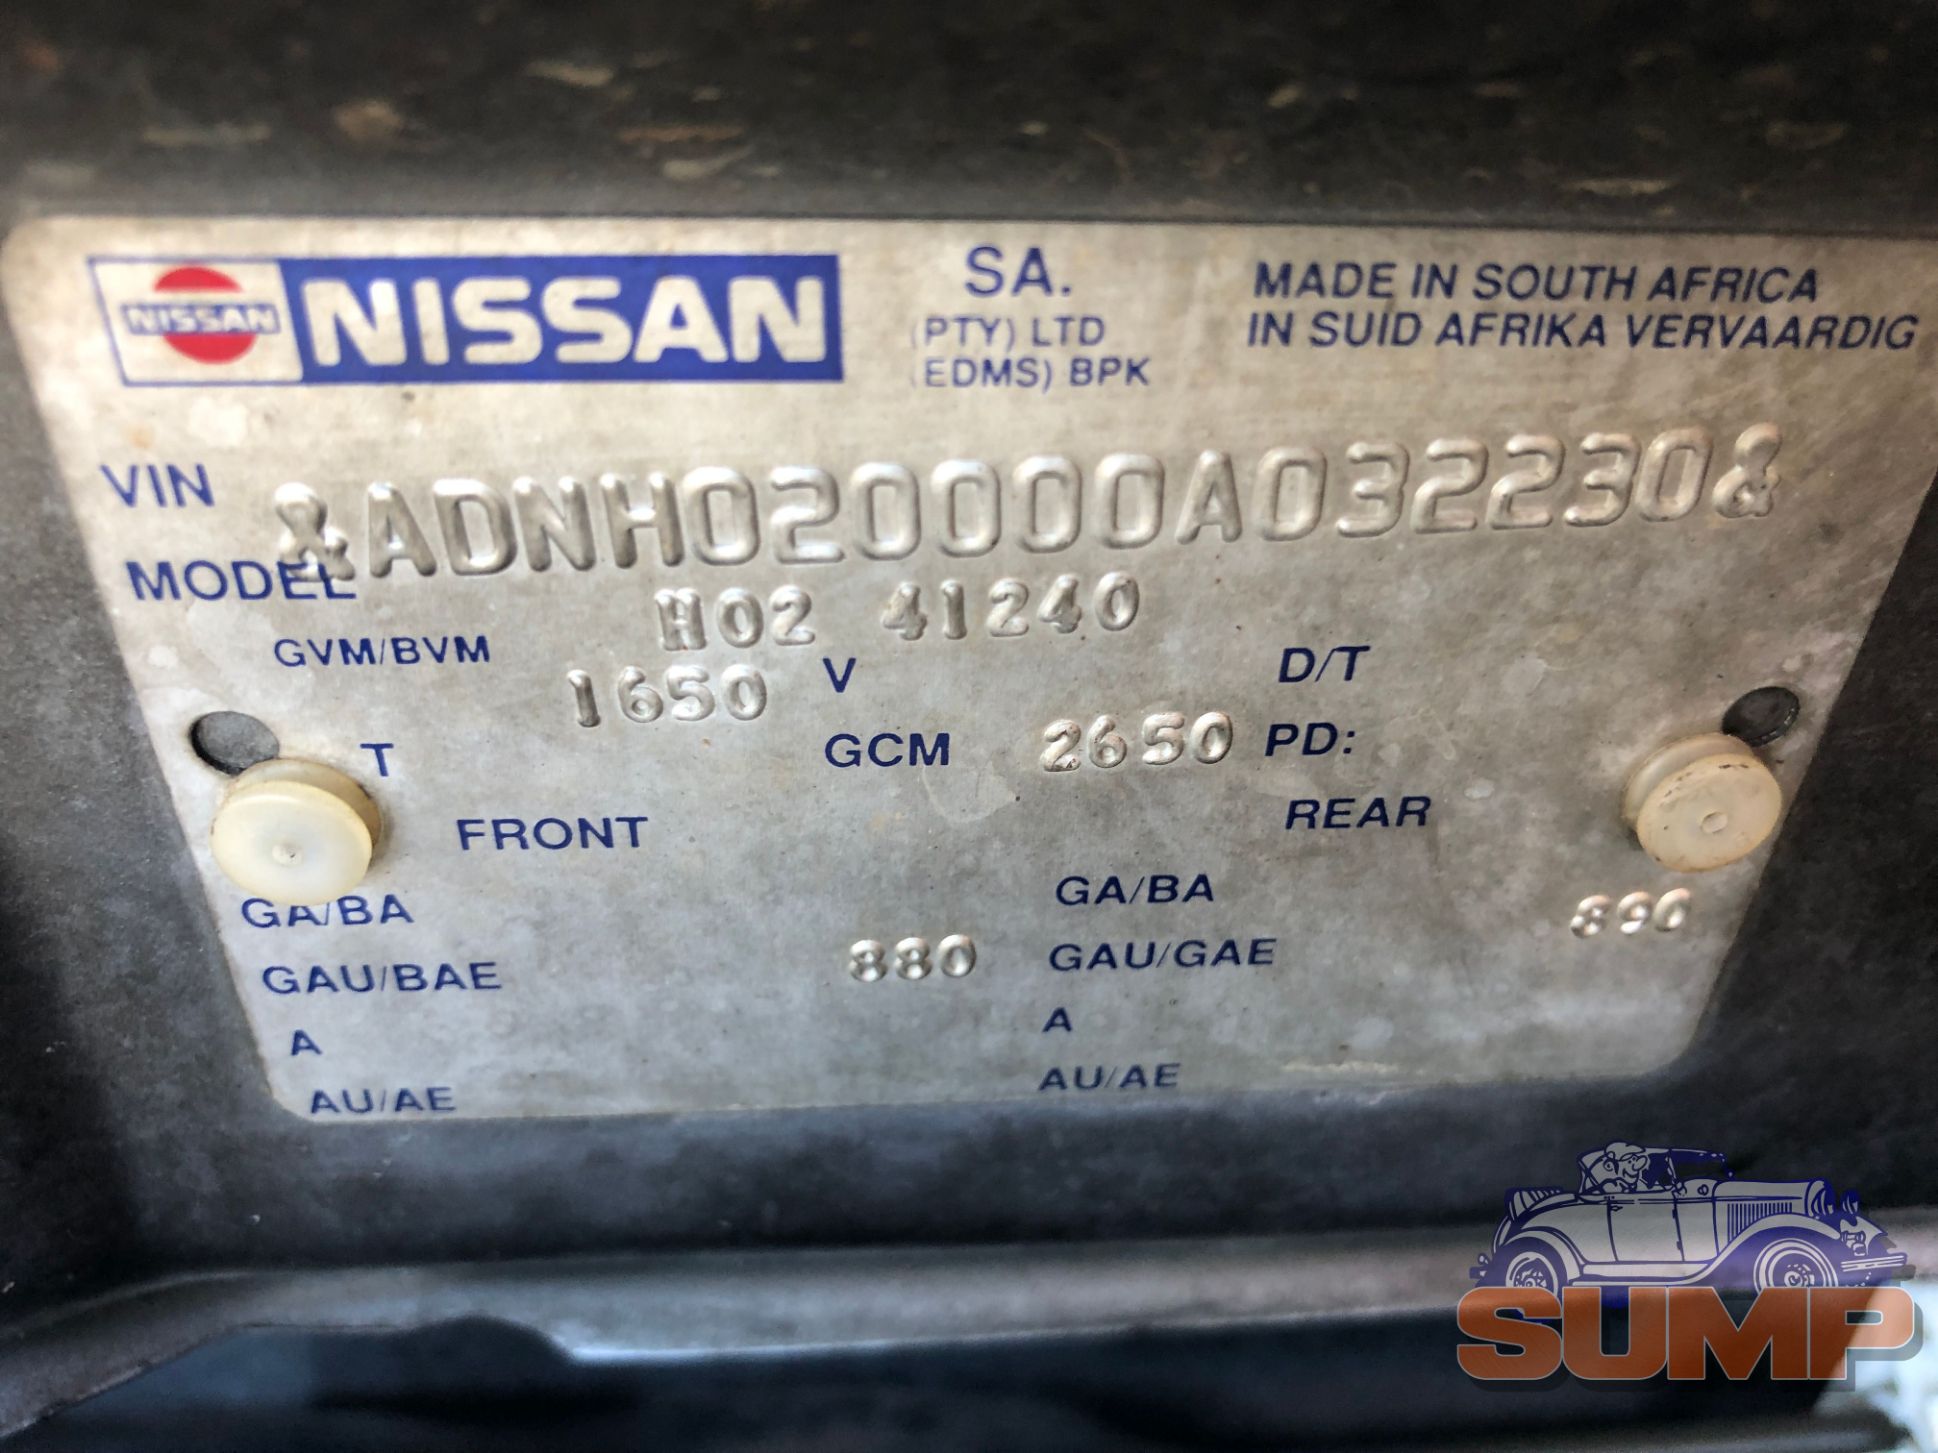 NISSAN NISSAN SA. MADE IN SOUTH AFRICA
(PTY) LTD IN SUID AFRIKA VERVAARDIG
(EDMS) BPK
VIN &ADNH020000A032230&
MODEL H02 41240
GVM/BVM 1650 V D/T
T GCM 2650 PD:
FRONT REAR
GA/BA GA/BA 890
GAU/BAE 880 GAU/GAE
A A
AU/AE AU/AE
SUMP